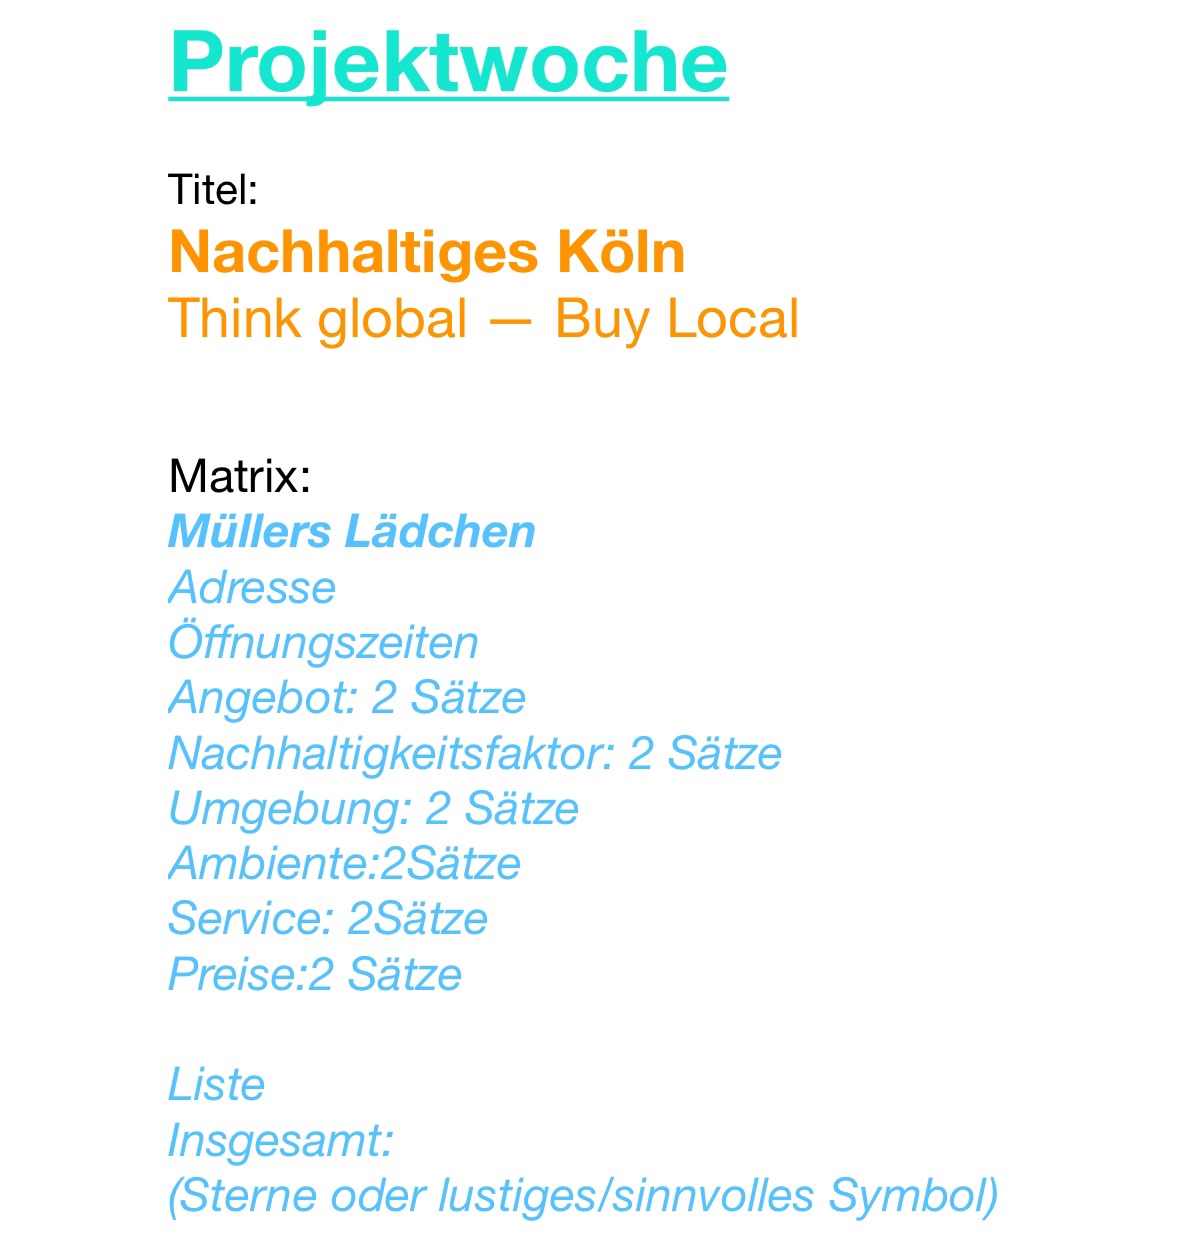 Projektwoche
Titel:
Nachhaltiges Köln
Think global — Buy Local
Matrix:
Müllers Lädchen
Adresse
Öffnungszeiten
Angebot: 2 Sätze
Nachhaltigkeitsfaktor: 2 Sätze
Umgebung: 2 Sätze
Ambiente:2Sätze
Service: 2Sätze
Preise:2 Sätze
Liste
Insgesamt:
(Sterne oder lustiges/sinnvolles Symbol)